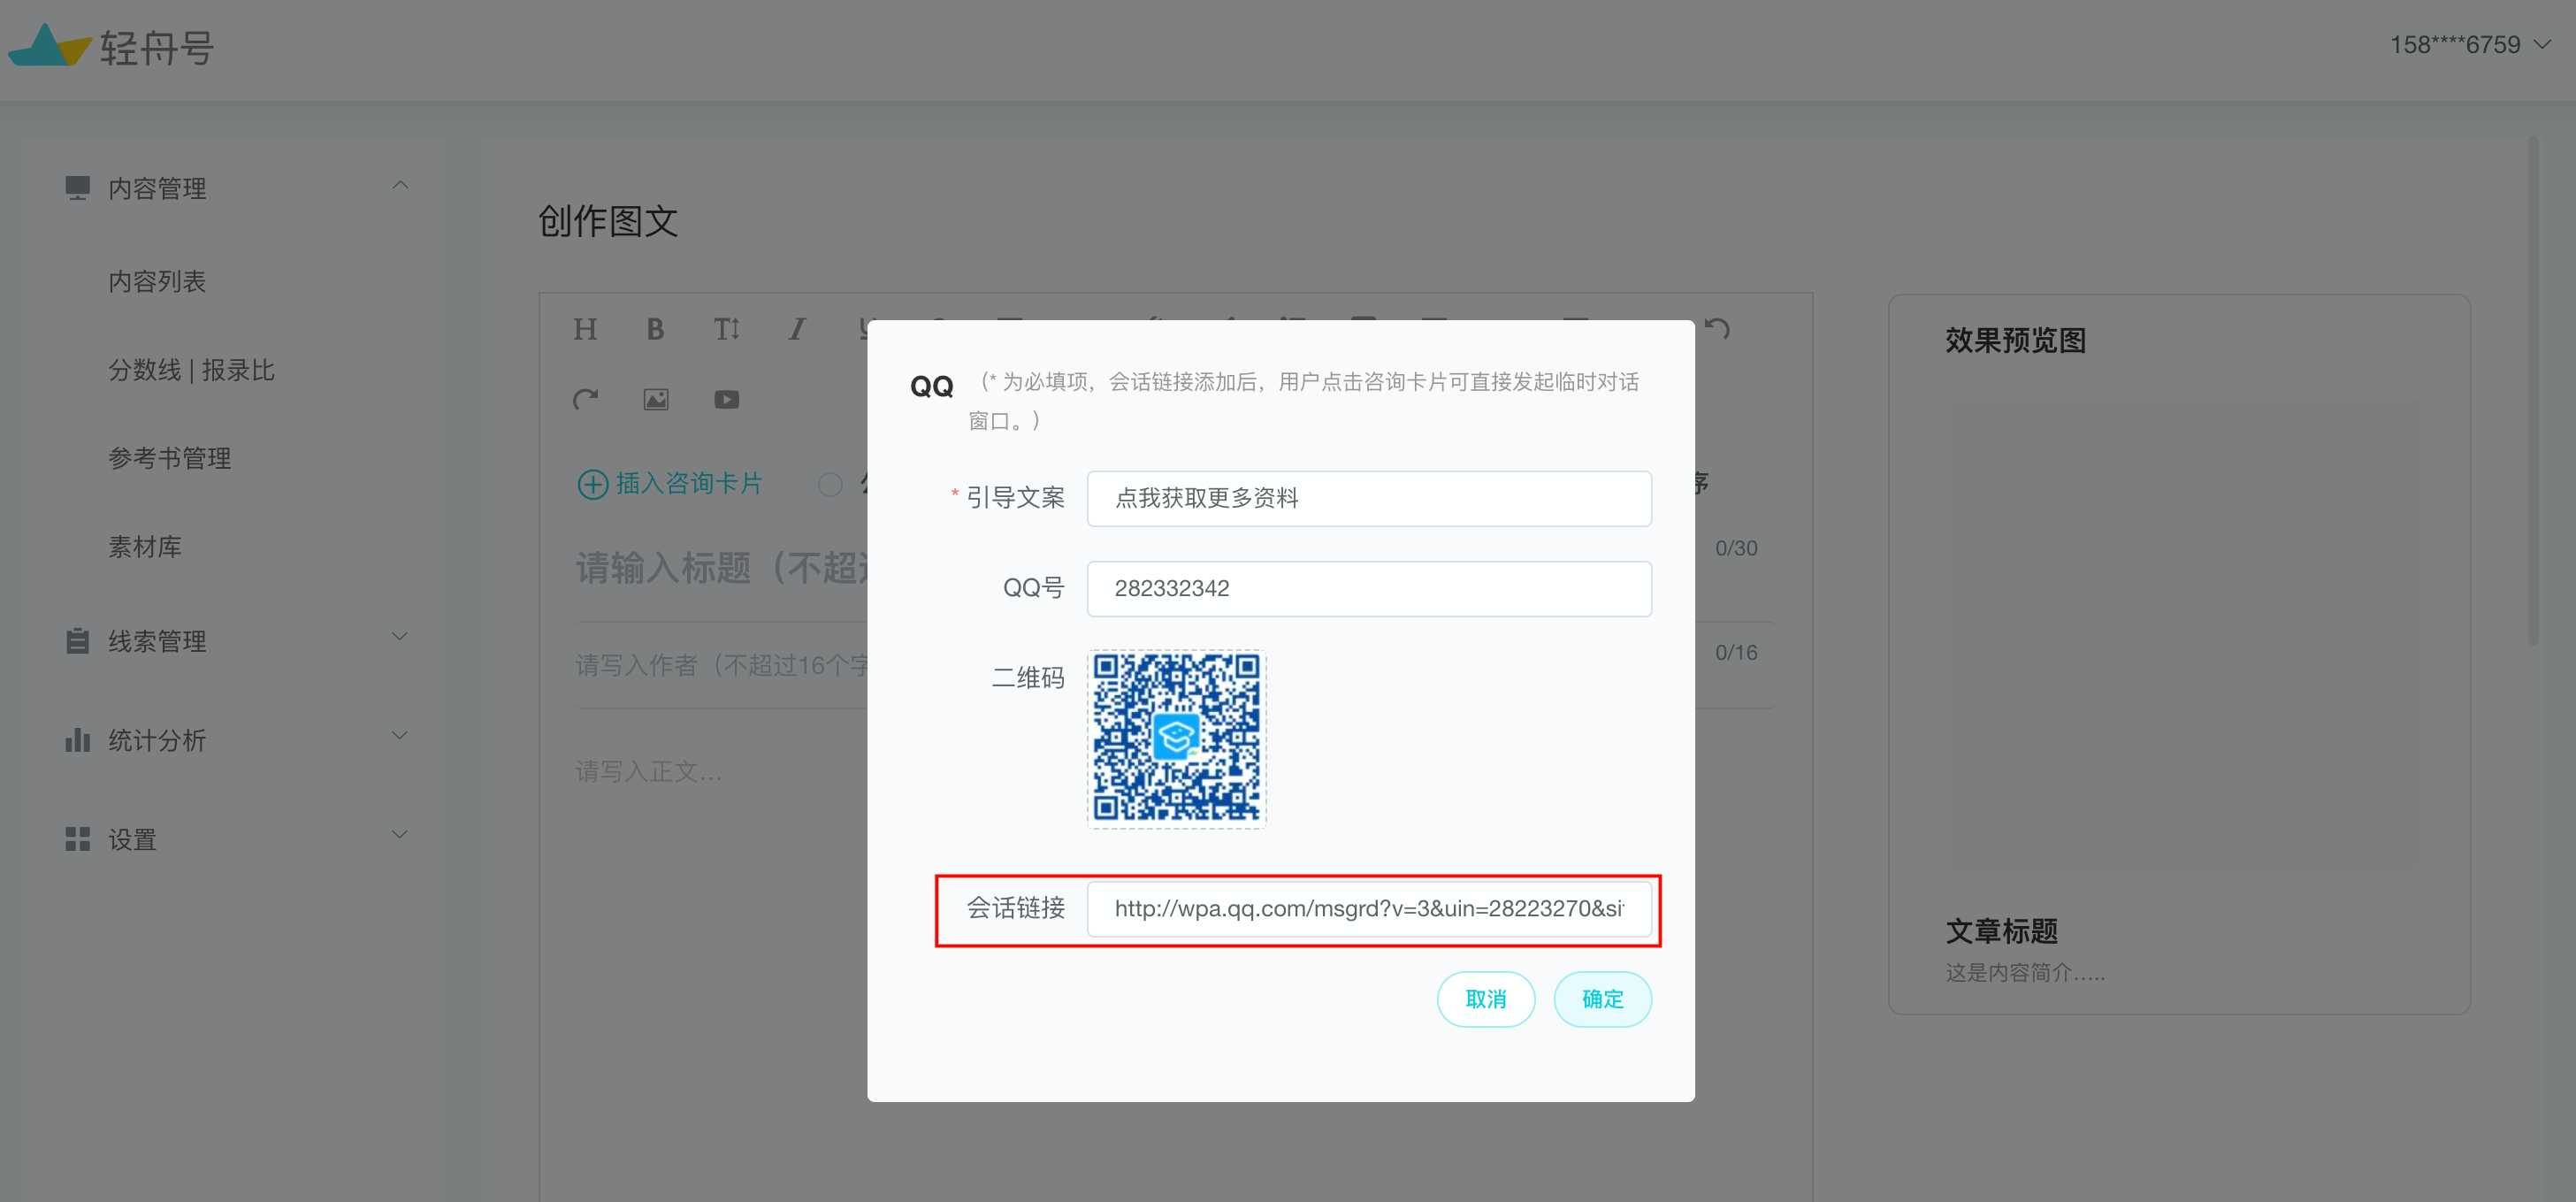 轻舟号
158****6759
内容管理
内容列表
分数线 | 报录比
参考书管理
素材库
线索管理
统计分析
设置
创作图文
插入咨询卡片
请输入标题（不超
0/30
请写入作者（不超过16个字
0/16
请写入正文...
QQ （* 为必填项，会话链接添加后，用户点击咨询卡片可直接发起临时对话
窗口。）
* 引导文案 点我获取更多资料
QQ号 282332342
二维码
会话链接 http://wpa.qq.com/msgrd?v=3&uin=28223270&si
取消 确定
效果预览图
文章标题
这是内容简介.....